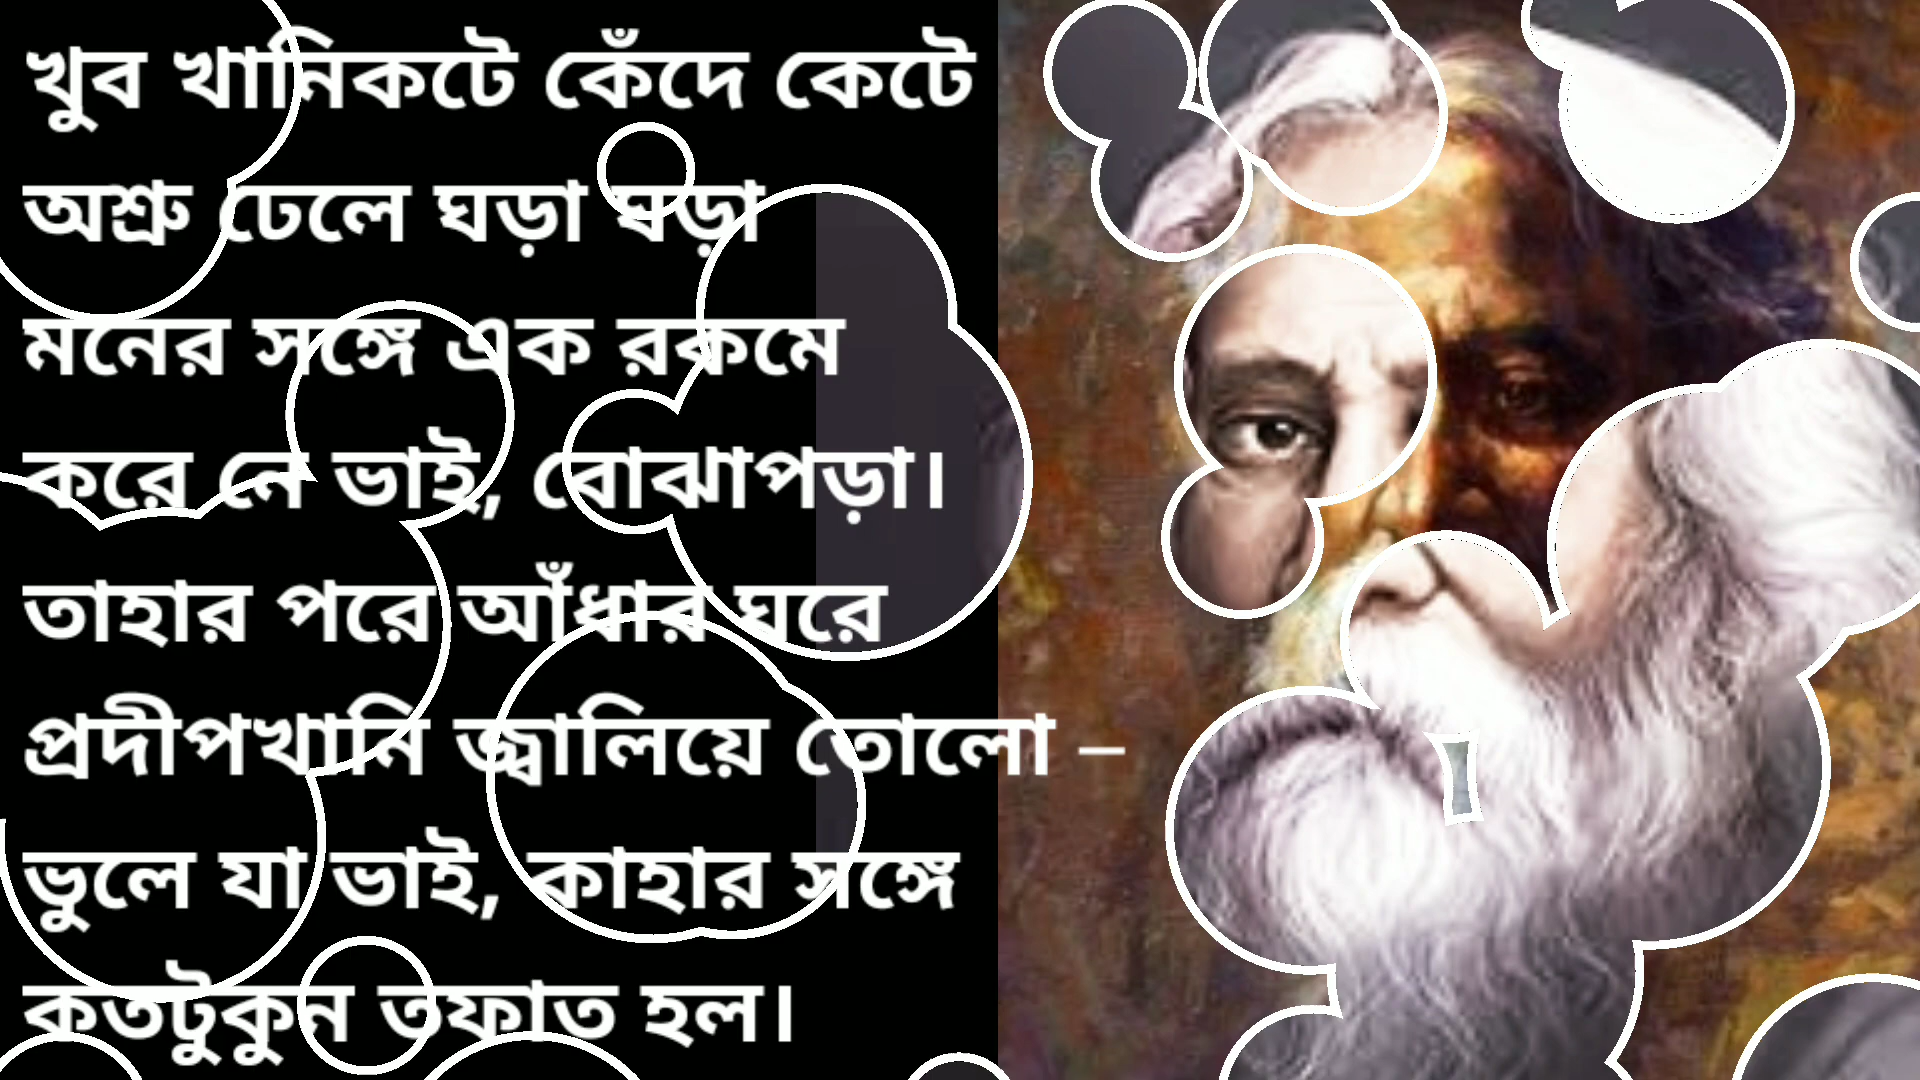 খুব খানিকটে কেঁদে কেটে
অশ্রু ঢেলে ঘড়া ঘড়া
মনের সঙ্গে এক রকমে
করে নে ভাই, বোঝাপড়া।
তাহার পরে আঁধার ঘরে
প্রদীপখানি জ্বালিয়ে তোলো –
ভুলে যা ভাই, কাহার সঙ্গে
কতটুকুন তফাত হল।